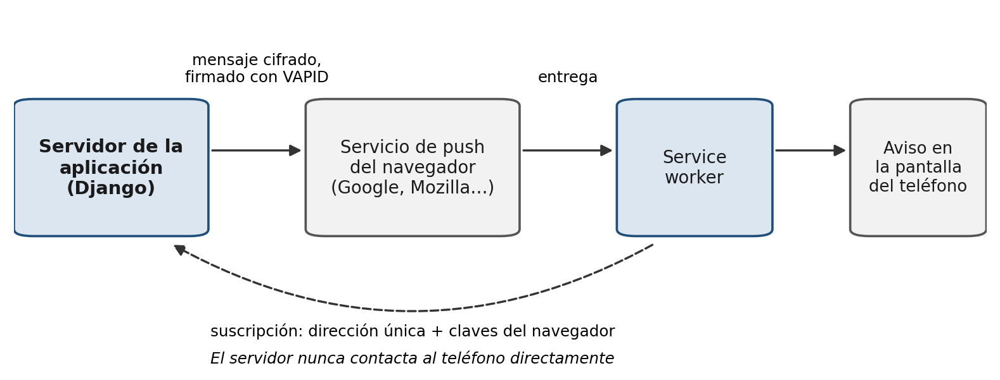 mensaje cifrado,
firmado con VAPID
entrega
Servidor de la
aplicación
(Django)
Servicio de push
del navegador
(Google, Mozilla...)
Service
worker
Aviso en
la pantalla
del teléfono
suscripción: dirección única + claves del navegador
El servidor nunca contacta al teléfono directamente